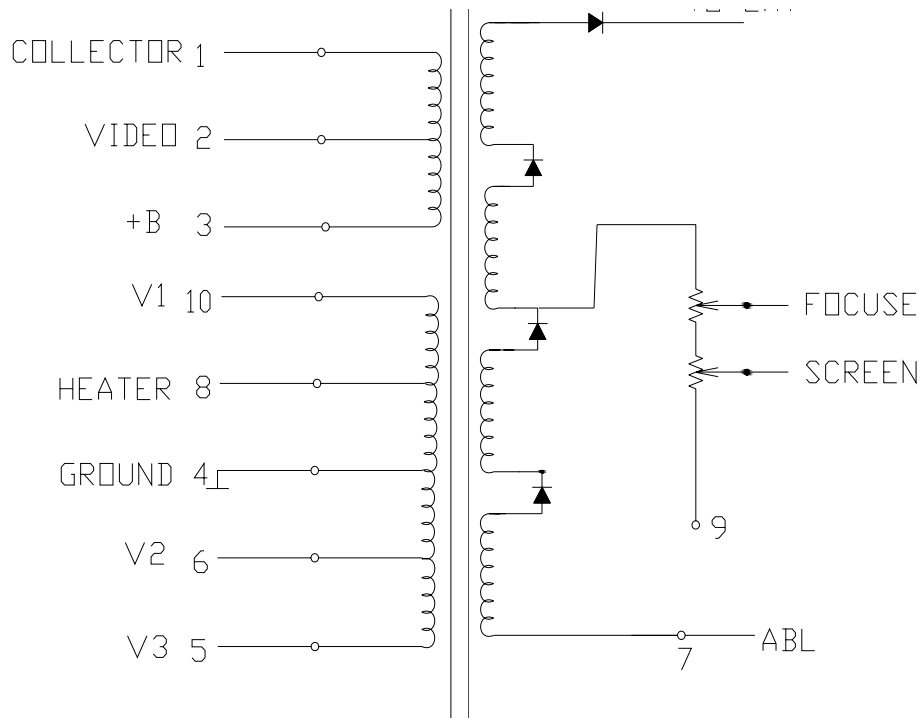 COLLECTOR 1
VIDEO 2
+B 3
V1 10
HEATER 8
GROUND 4
V2 6
V3 5
FOCUSE
SCREEN
9
7 ABL